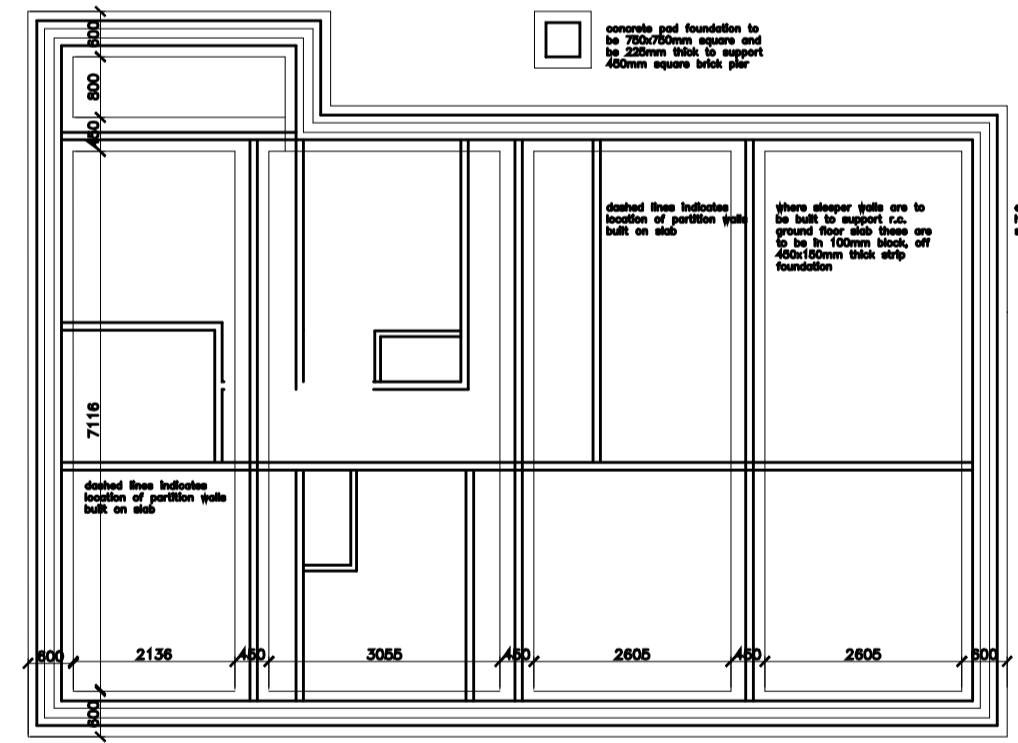 600
800
450
7116
600
concrete pad foundation to
be 750x750mm square and
be 225mm thick to support
450mm square brick pier
dashed lines indicates
location of partition walls
built on slab
where sleeper walls are to
be built to support r.c.
ground floor slab these are
to be in 100mm block, off
450x150mm thick strip
foundation
dashed lines indicates
location of partition walls
built on slab
600 2136 450 3055 450 2605 450 2605 600